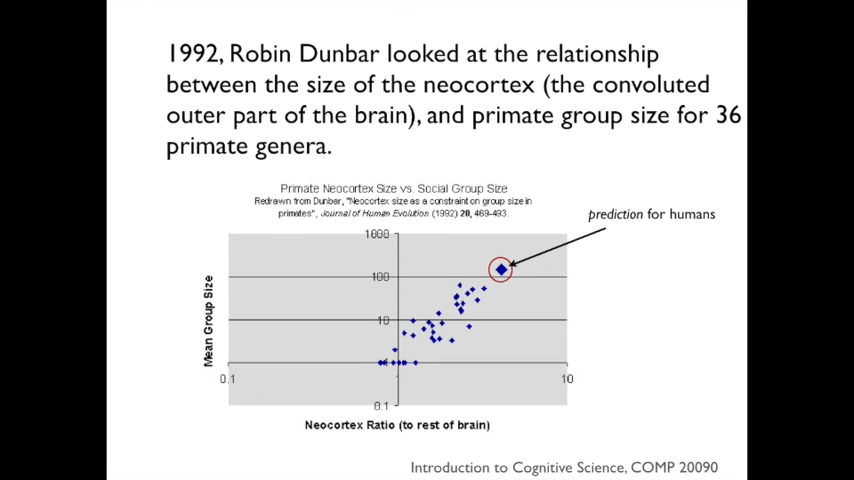 1992, Robin Dunbar looked at the relationship
between the size of the neocortex (the convoluted
outer part of the brain), and primate group size for 36
primate genera.
Primate Neocortex Size vs. Social Group Size
Redrawn from Dunbar, "Neocortex size as a constraint on group size in
primates", Journal of Human Evolution (1992) 20, 469-493.
prediction for humans
1000
100
10
1
0.1
1
10
0.1
Mean Group Size
Neocortex Ratio (to rest of brain)
Introduction to Cognitive Science, COMP 20090